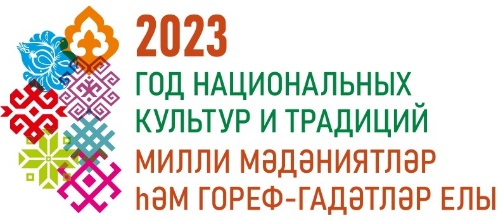 2023
ГОД НАЦИОНАЛЬНЫХ
КУЛЬТУР И ТРАДИЦИЙ
МИЛЛИ МӘДӘНИЯТЛӘР
ҺӘМ ГОРЕФ-ГАДӘТЛӘР ЕЛЫ